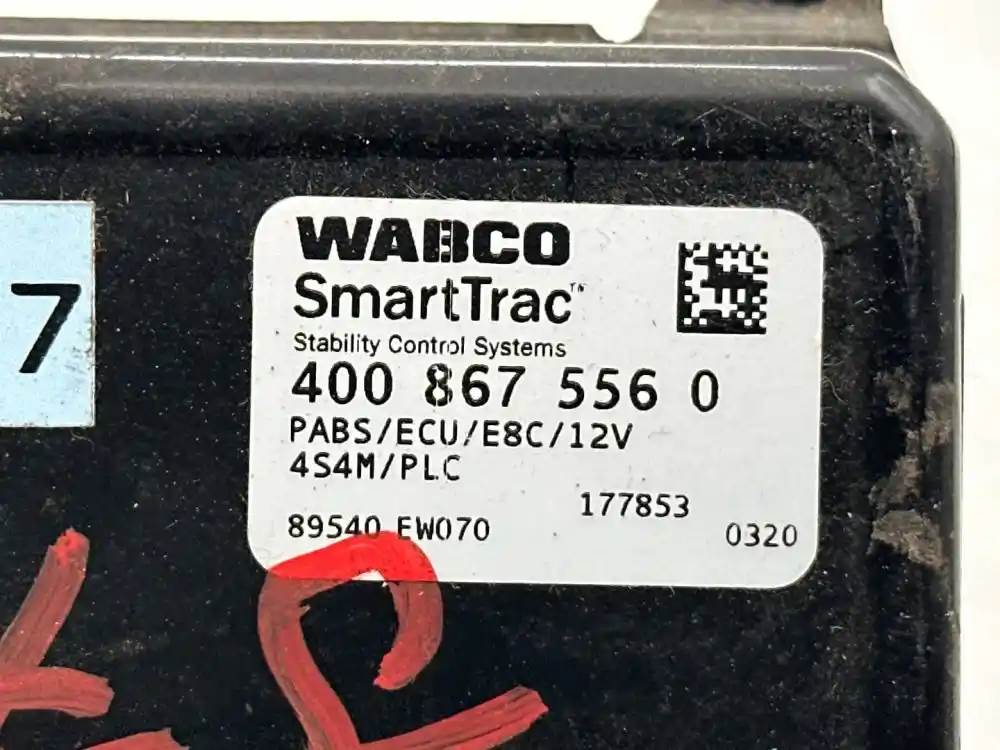 7
WABCO
SmartTrac™
Stability Control Systems
400 867 556 0
PABS/ECU/E8C/12V
4S4M/PLC
177853
89540 EW070
0320